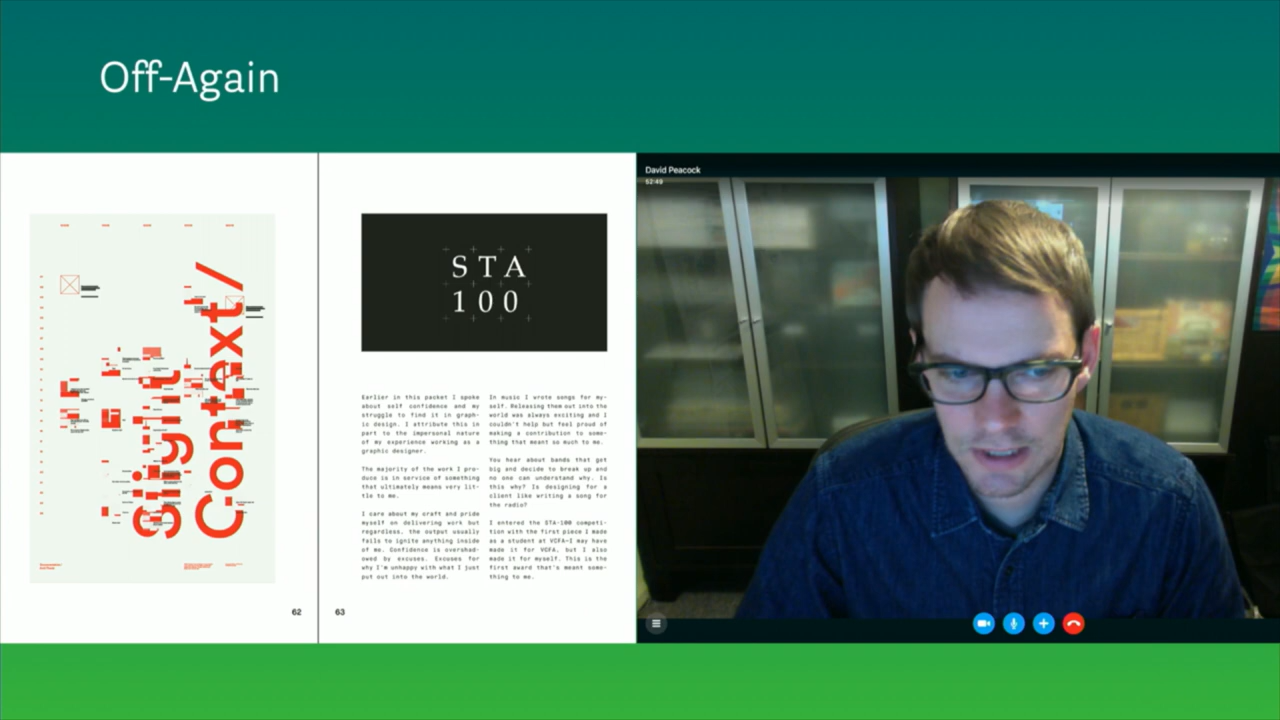 Off-Again
Shift
Context/
62
STA
100
Earlier in this packet I spoke
about self confidence and my
struggle to find it in graph-
ic design. I attribute this in
part to the impersonal nature
of my experience working as a
graphic designer.
The majority of the work I pro-
duce is in service of something
that ultimately means very lit-
tle to me.
I care about my craft and pride
myself on delivering work but
regardless, the output usually
fails to ignite anything inside
of me. Confidence is overshad-
owed by excuses. Excuses for
why I'm unhappy with what I just
put out into the world.
In music I wrote songs for my-
self. Releasing them out into the
world was always exciting and I
couldn't help but feel proud of
making a contribution to some-
thing that meant so much to me.
You hear about bands that get
big and decide to break up and
no one can understand why. Is
this why? Is designing for a
client like writing a song for
the radio?
I entered the STA-100 competi-
tion with the first piece I made
as a student at VCFA—I may have
made it for VCFA, but I also
made it for myself. This is the
first award that's meant some-
thing to me.
63
David Peacock
52:49